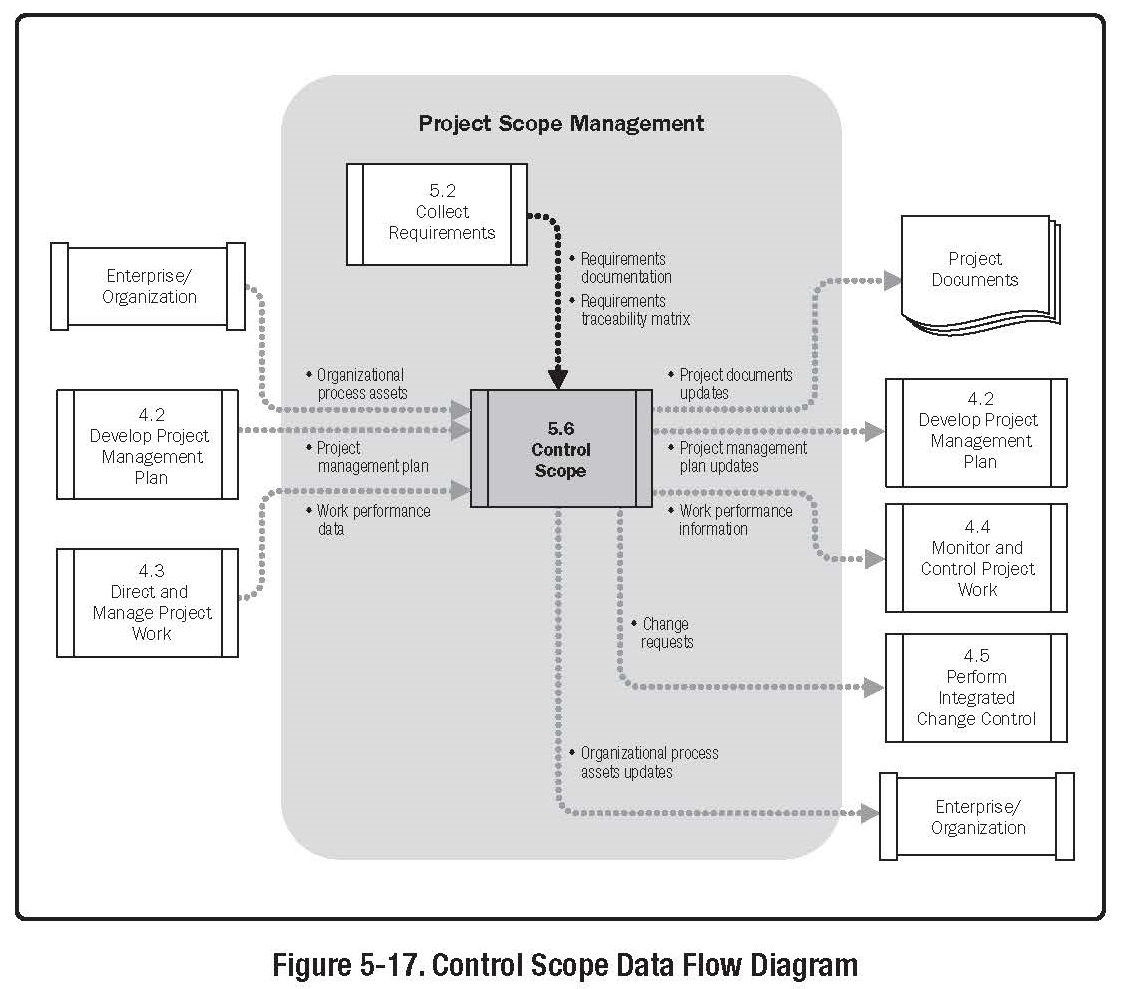 Project Scope Management
5.2
Collect
Requirements
Enterprise/
Organization
♦ Requirements
documentation
♦ Requirements
traceability matrix
Project
Documents
♦ Organizational
process assets
♦ Project documents
updates
4.2
Develop Project
Management
Plan
5.6
Control
Scope
4.2
Develop Project
Management
Plan
♦ Project
management plan
♦ Project management
plan updates
♦ Work performance
data
♦ Work performance
information
4.4
Monitor and
Control Project
Work
4.3
Direct and
Manage Project
Work
♦ Change
requests
4.5
Perform
Integrated
Change Control
♦ Organizational process
assets updates
Enterprise/
Organization
Figure 5-17. Control Scope Data Flow Diagram